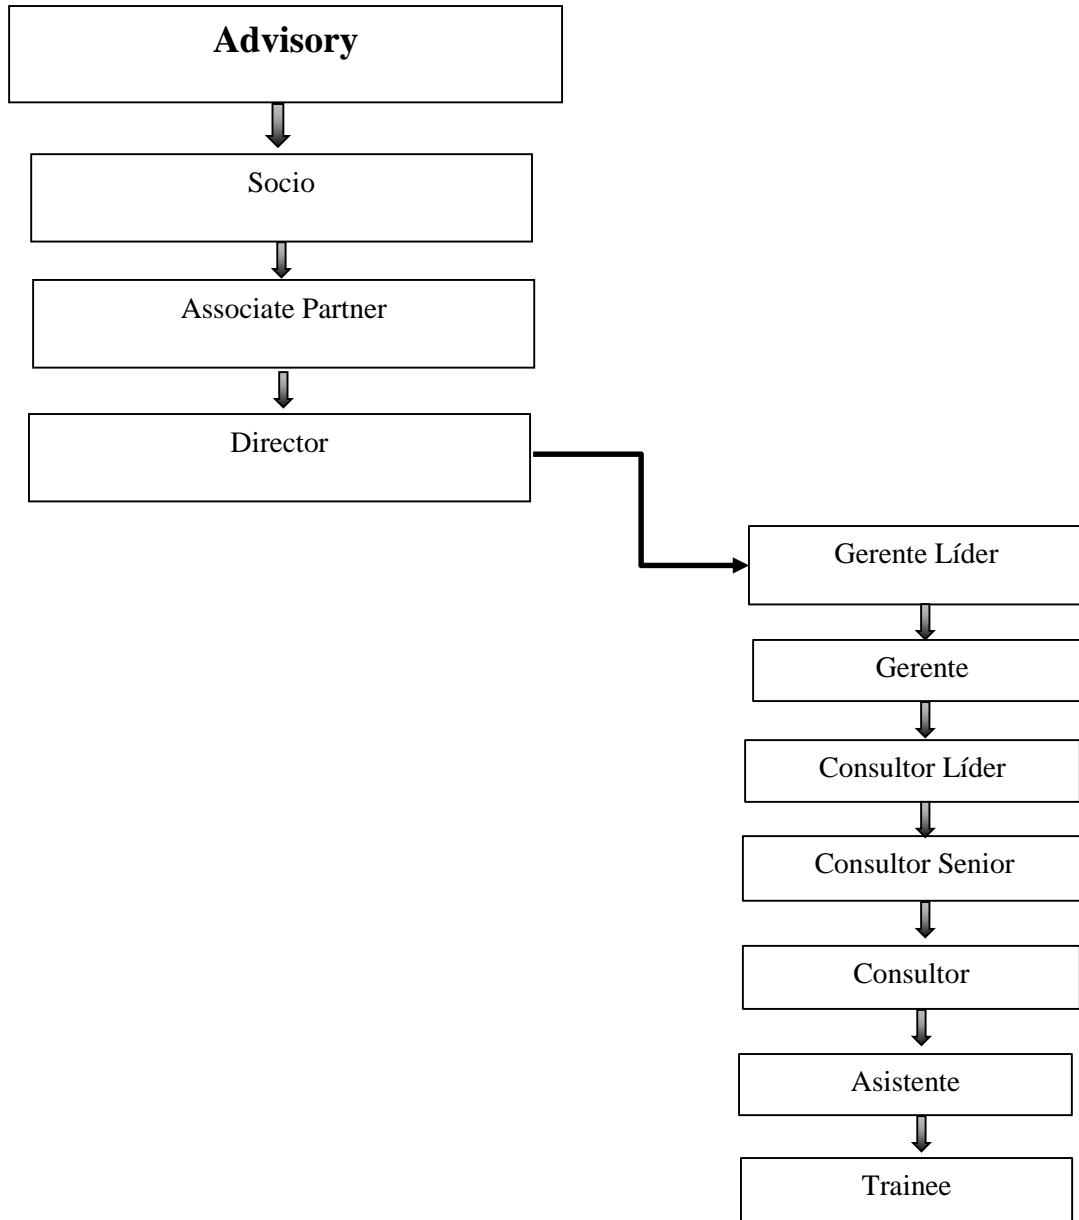 Advisory
Socio
Associate Partner
Director
Gerente Líder
Gerente
Consultor Líder
Consultor Senior
Consultor
Asistente
Trainee